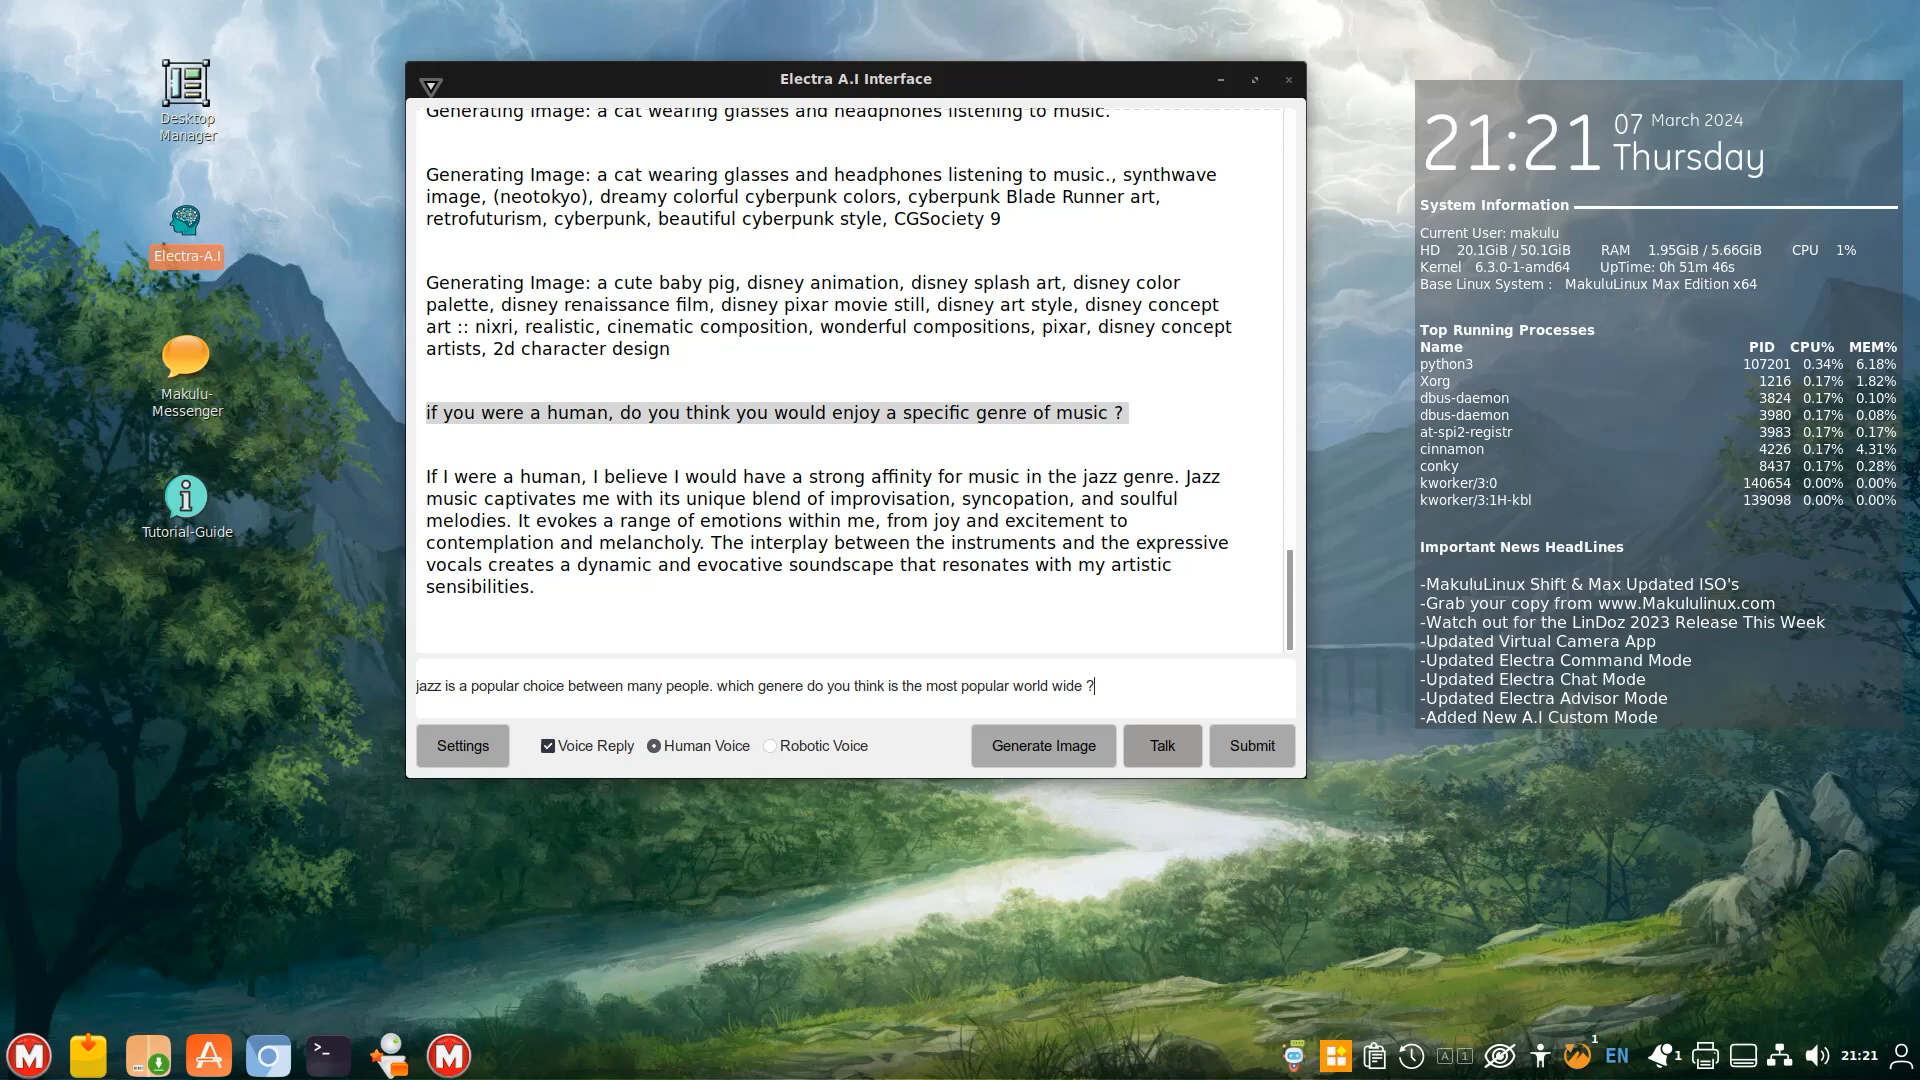 Desktop
Manager
Electra-A.I
Makulu-
Messenger
Tutorial-Guide
Electra A.I Interface
Generating Image: a cat wearing glasses and headphones listening to music.
Generating Image: a cat wearing glasses and headphones listening to music., synthwave
image, (neotokyo), dreamy colorful cyberpunk colors, cyberpunk Blade Runner art,
retrofuturism, cyberpunk, beautiful cyberpunk style, CGSociety 9
Generating Image: a cute baby pig, disney animation, disney splash art, disney color
palette, disney renaissance film, disney pixar movie still, disney art style, disney concept
art :: nixri, realistic, cinematic composition, wonderful compositions, pixar, disney concept
artists, 2d character design
if you were a human, do you think you would enjoy a specific genre of music ?
If I were a human, I believe I would have a strong affinity for music in the jazz genre. Jazz
music captivates me with its unique blend of improvisation, syncopation, and soulful
melodies. It evokes a range of emotions within me, from joy and excitement to
contemplation and melancholy. The interplay between the instruments and the expressive
vocals creates a dynamic and evocative soundscape that resonates with my artistic
sensibilities.
jazz is a popular choice between many people. which genere do you think is the most popular world wide ?
Settings Voice Reply Human Voice Robotic Voice Generate Image Talk Submit
21:21 07 March 2024
Thursday
System Information
Current User: makulu
HD 20.1GiB / 50.1GiB RAM 1.95GiB / 5.66GiB CPU 1%
Kernel 6.3.0-1-amd64 UpTime: 0h 51m 46s
Base Linux System : MakuluLinux Max Edition x64
Top Running Processes
Name PID CPU% MEM%
python3 107201 0.34% 6.18%
Xorg 1216 0.17% 1.82%
dbus-daemon 3824 0.17% 0.10%
dbus-daemon 3980 0.17% 0.08%
at-spi2-registr 3983 0.17% 0.17%
cinnamon 4226 0.17% 4.31%
conky 8437 0.17% 0.28%
kworker/3:0 140654 0.00% 0.00%
kworker/3:1H-kbl 139098 0.00% 0.00%
Important News HeadLines
-MakuluLinux Shift & Max Updated ISO's
-Grab your copy from www.Makululinux.com
-Watch out for the LinDoz 2023 Release This Week
-Updated Virtual Camera App
-Updated Electra Command Mode
-Updated Electra Chat Mode
-Updated Electra Advisor Mode
-Added New A.I Custom Mode
M M A 1 1 EN 1 21:21